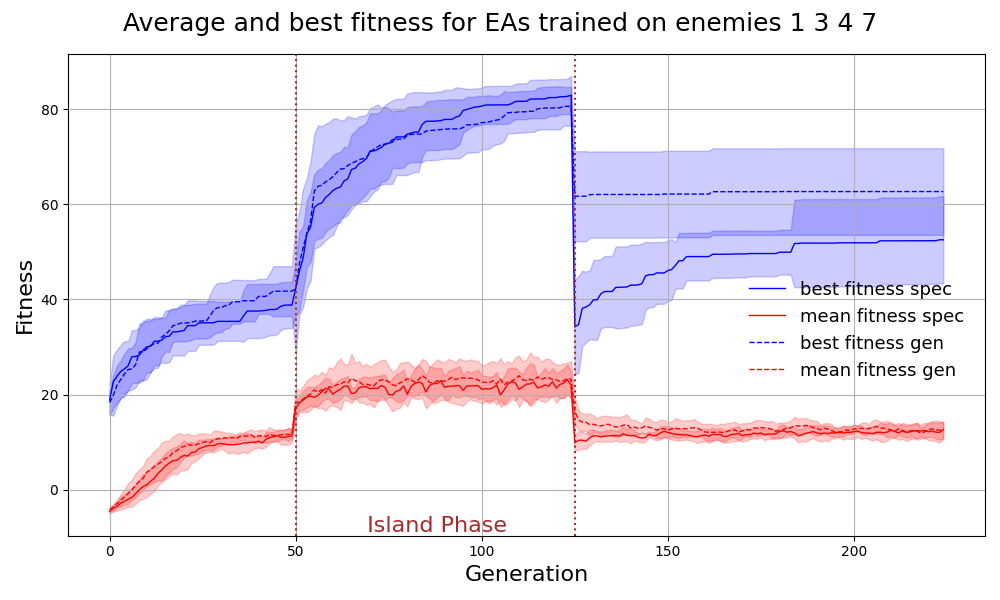 Average and best fitness for EAs trained on enemies 1 3 4 7
Fitness
80
60
40
20
0
best fitness spec
mean fitness spec
best fitness gen
mean fitness gen
Island Phase
0 50 100 150 200
Generation